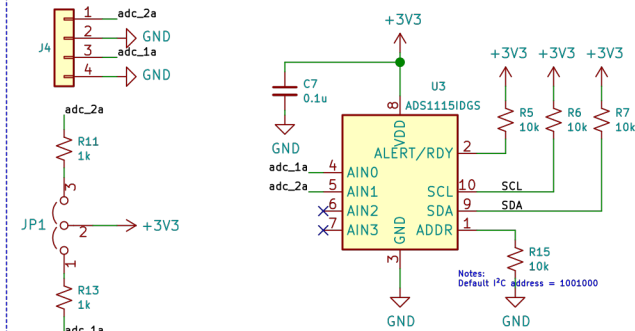 J4
1 adc_2a
2 GND
3 adc_1a
4 GND
adc_2a
R11
1k
3
JP1
2
+3V3
1
R13
1k
adc_1a
+3V3
C7
0.1u
GND
U3
ADS1115IDGS
8
VDD
ALERT/RDY 2
adc_1a 4 AIN0
adc_2a 5 AIN1
6 AIN2
7 AIN3
SCL 10 SCL
SDA 9 SDA
ADDR 1
GND
3
GND
+3V3 +3V3 +3V3
R5
10k
R6
10k
R7
10k
R15
10k
Notes:
Default I²C address = 1001000
GND